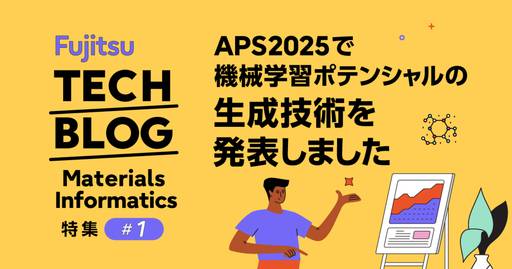 Fujitsu
TECH
BLOG
Materials
Informatics
特集 #1
APS2025で
機械学習ポテンシャルの
生成技術を
発表しました